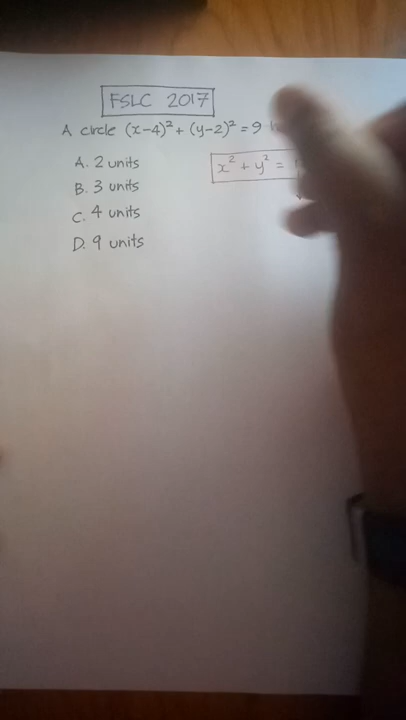 FSLC 2017
A circle (x-4)² + (y-2)² = 9
A. 2 units
x² + y² =
B. 3 units
C. 4 units
D. 9 units